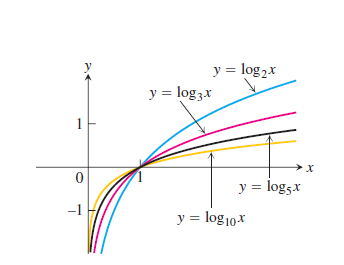 y
y = log₂x
y = log₃x
1
x
0
1
y = log₅x
−1
y = log₁₀x